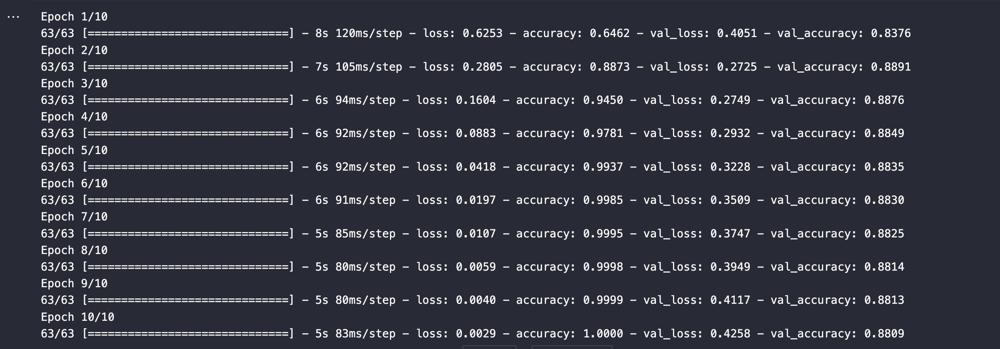 ...
Epoch 1/10
63/63 [==============================] - 8s 120ms/step - loss: 0.6253 - accuracy: 0.6462 - val_loss: 0.4051 - val_accuracy: 0.8376
Epoch 2/10
63/63 [==============================] - 7s 105ms/step - loss: 0.2805 - accuracy: 0.8873 - val_loss: 0.2725 - val_accuracy: 0.8891
Epoch 3/10
63/63 [==============================] - 6s 94ms/step - loss: 0.1604 - accuracy: 0.9450 - val_loss: 0.2749 - val_accuracy: 0.8876
Epoch 4/10
63/63 [==============================] - 6s 92ms/step - loss: 0.0883 - accuracy: 0.9781 - val_loss: 0.2932 - val_accuracy: 0.8849
Epoch 5/10
63/63 [==============================] - 6s 92ms/step - loss: 0.0418 - accuracy: 0.9937 - val_loss: 0.3228 - val_accuracy: 0.8835
Epoch 6/10
63/63 [==============================] - 6s 91ms/step - loss: 0.0197 - accuracy: 0.9985 - val_loss: 0.3509 - val_accuracy: 0.8830
Epoch 7/10
63/63 [==============================] - 5s 85ms/step - loss: 0.0107 - accuracy: 0.9995 - val_loss: 0.3747 - val_accuracy: 0.8825
Epoch 8/10
63/63 [==============================] - 5s 80ms/step - loss: 0.0059 - accuracy: 0.9998 - val_loss: 0.3949 - val_accuracy: 0.8814
Epoch 9/10
63/63 [==============================] - 5s 80ms/step - loss: 0.0040 - accuracy: 0.9999 - val_loss: 0.4117 - val_accuracy: 0.8813
Epoch 10/10
63/63 [==============================] - 5s 83ms/step - loss: 0.0029 - accuracy: 1.0000 - val_loss: 0.4258 - val_accuracy: 0.8809